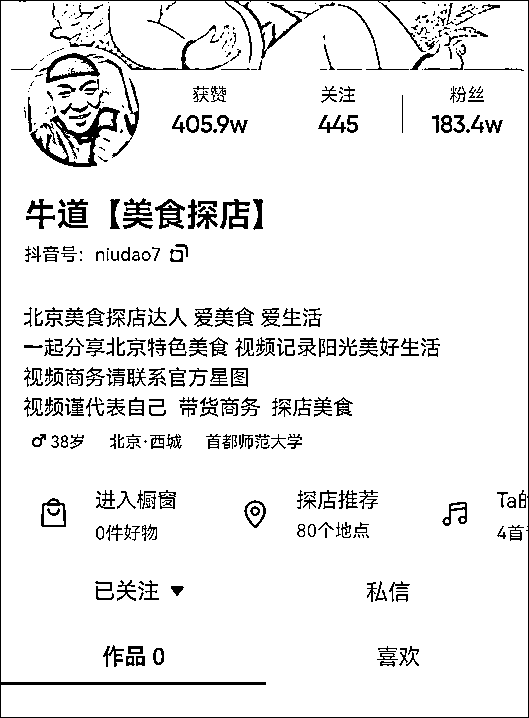 获赞 关注 粉丝
405.9w 445 183.4w
牛道【美食探店】
抖音号：niudao7
北京美食探店达人 爱美食 爱生活
一起分享北京特色美食 视频记录阳光美好生活
视频商务请联系官方星图
视频谨代表自己 带货商务 探店美食
♂38岁 北京·西城 首都师范大学
进入橱窗 探店推荐 Ta的
0件好物 80个地点 4首
已关注 ▼ 私信
作品 0 喜欢